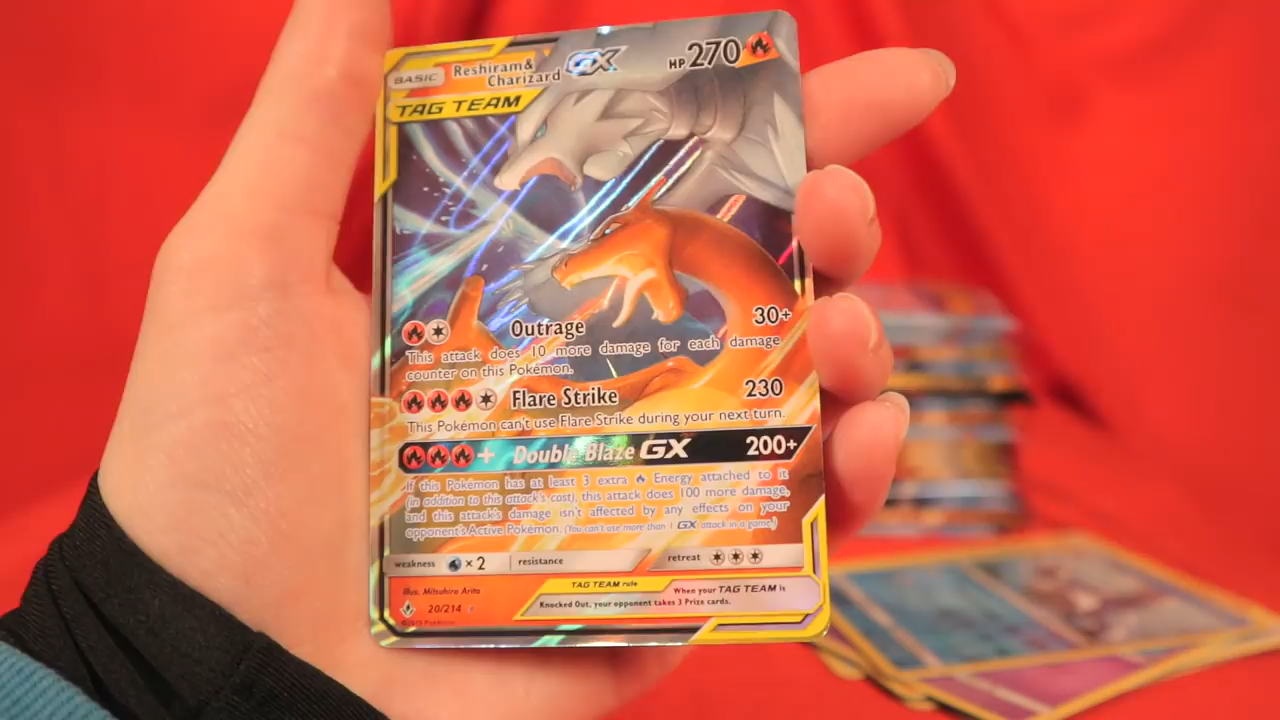 BASIC Reshiram& Charizard GX HP 270
TAG TEAM
Outrage 30+
This attack does 10 more damage for each damage
counter on this Pokémon.
Flare Strike 230
This Pokémon can't use Flare Strike during your next turn.
+ Double Blaze GX 200+
If this Pokémon has at least 3 extra Energy attached to it
(in addition to this attack's cost), this attack does 100 more damage,
and this attack's damage isn't affected by any effects on your
opponent's Active Pokémon. (You can't use more than 1 GX attack in a game.)
weakness × 2 resistance retreat
Illus. Mitsuhiro Arita
TAG TEAM rule When your TAG TEAM is
Knocked Out, your opponent takes 3 Prize cards.
20/214
©2019 Pokémon